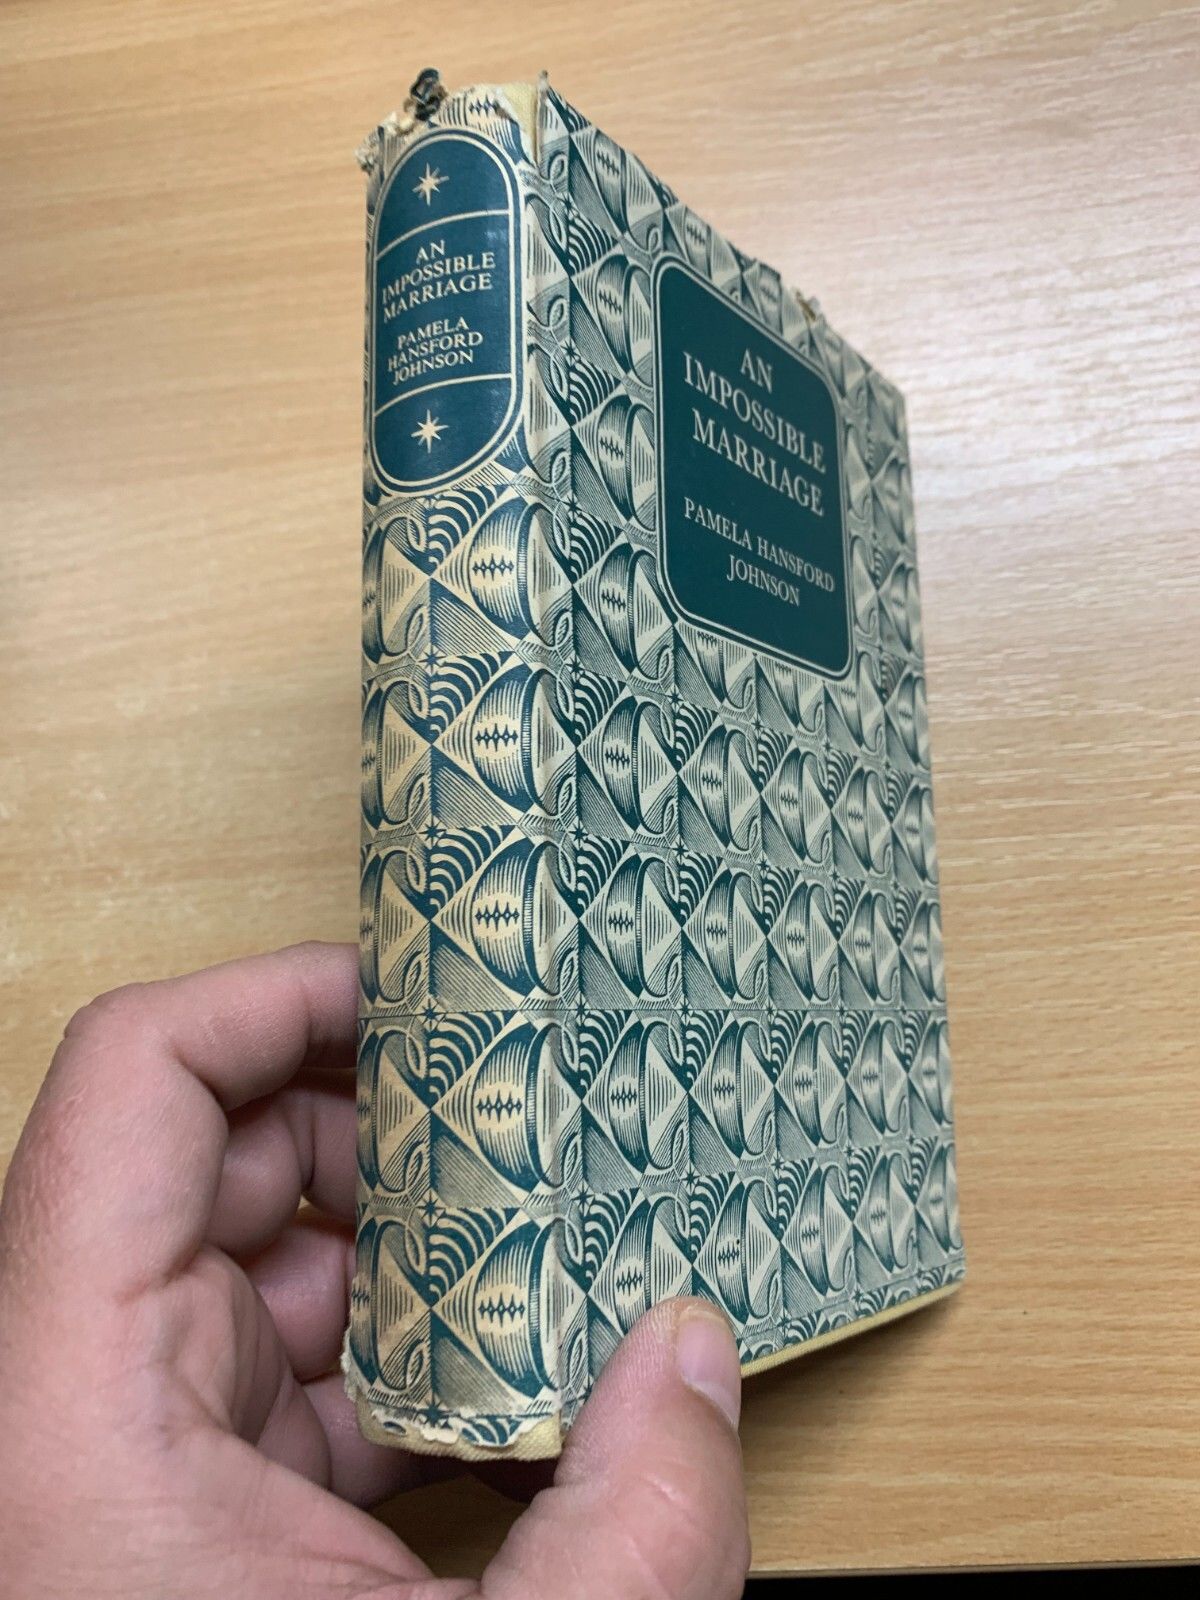 AN
IMPOSSIBLE
MARRIAGE
PAMELA
HANSFORD
JOHNSON
AN
IMPOSSIBLE
MARRIAGE
PAMELA HANSFORD
JOHNSON